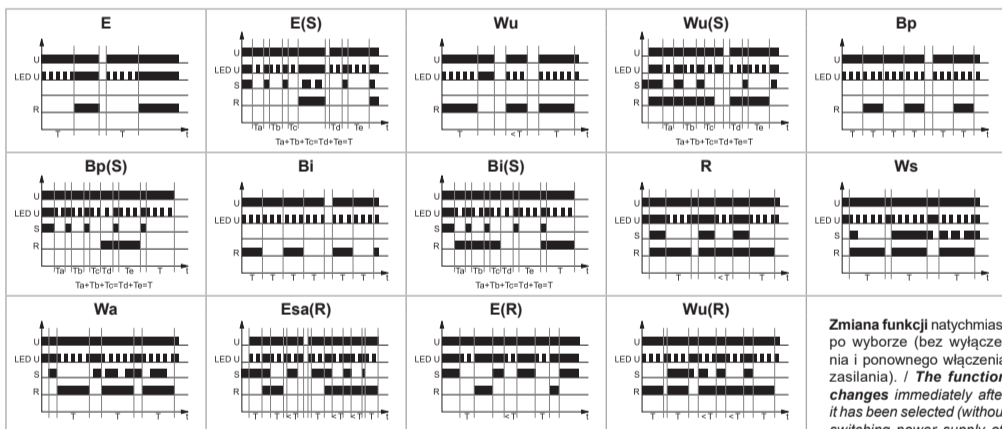 E
U
LED U
R
T T t
E(S)
U
LED U
S
R
Ta Tb Tc Td Te t
Ta+Tb+Tc=Td+Te=T
Wu
U
LED U
R
T < T T t
Wu(S)
U
LED U
S
R
Ta Tb Tc Td Te t
Ta+Tb+Tc=Td+Te=T
Bp
U
LED U
R
T T T T T t
Bp(S)
U
LED U
S
R
Ta Tb Tc Td Te T t
Ta+Tb+Tc=Td+Te=T
Bi
U
LED U
R
T T T T T T t
Bi(S)
U
LED U
S
R
Ta Tb Tc Td Te T t
Ta+Tb+Tc=Td+Te=T
R
U
LED U
S
R
T < T T t
Ws
U
LED U
S
R
T T T t
Wa
U
LED U
S
R
T T T t
Esa(R)
U
LED U
S
R
T T < T T < T T < T t
E(R)
U
LED U
S
R
T < T T < T T t
Wu(R)
U
LED U
S
R
T < T < T T t
Zmiana funkcji natychmias
po wyborze (bez wyłącze
nia i ponownego włączenia
zasilania). / The function
changes immediately afte
it has been selected (withou
switching power supply of